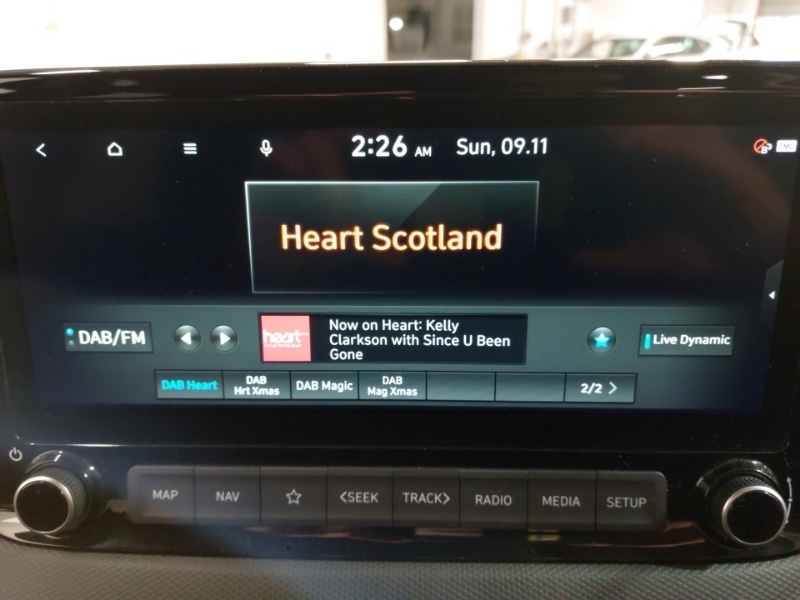 2:26 AM Sun, 09.11
Heart Scotland
DAB/FM
heart
Now on Heart: Kelly
Clarkson with Since U Been
Gone
Live Dynamic
DAB Heart
DAB
Hrt Xmas
DAB Magic
DAB
Mag Xmas
2/2 >
MAP
NAV
<SEEK
TRACK>
RADIO
MEDIA
SETUP